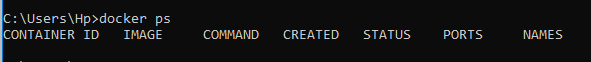 C:\Users\Hp>docker ps
CONTAINER ID   IMAGE     COMMAND   CREATED   STATUS    PORTS     NAMES